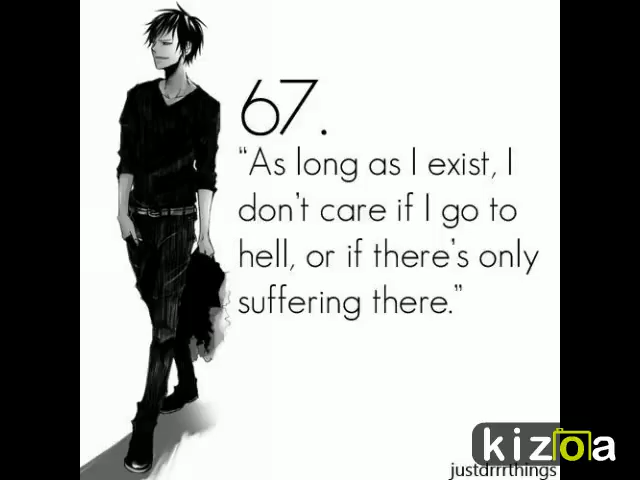 67.
“As long as I exist, I
don’t care if I go to
hell, or if there’s only
suffering there.”
kizoa
justdrrrthings